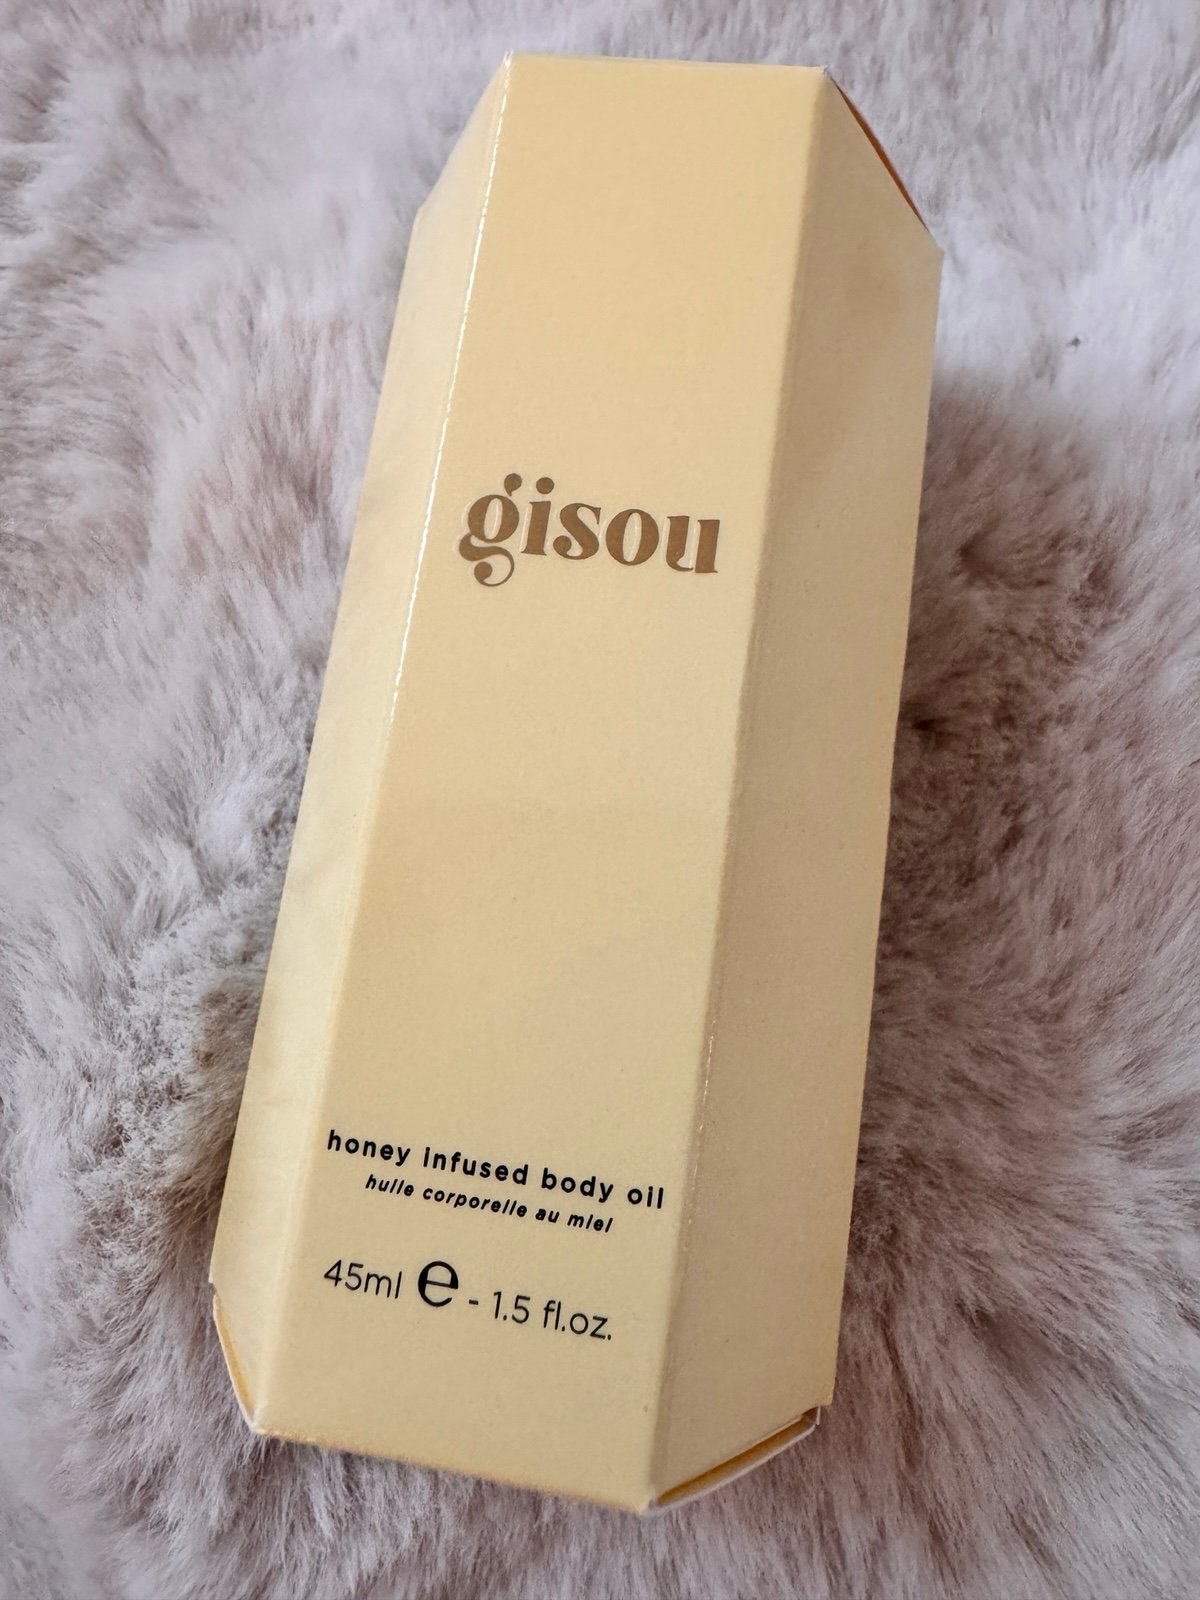 gisou
honey infused body oil
huile corporelle au miel
45ml e - 1.5 fl.oz.